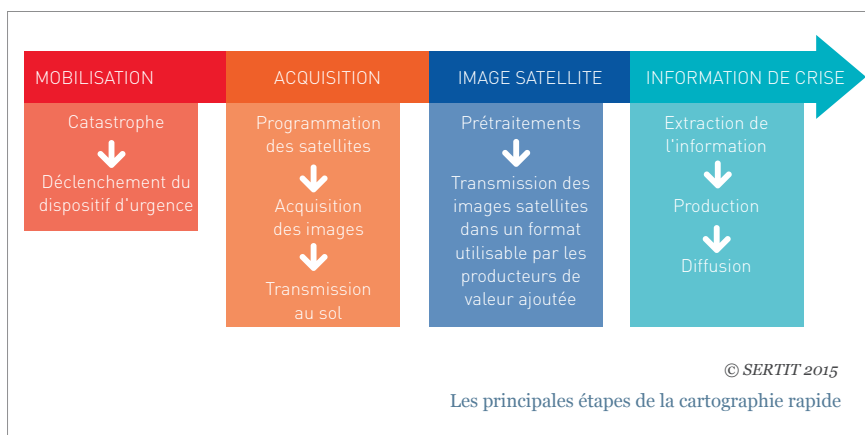 MOBILISATION
Catastrophe
Déclenchement du
dispositif d'urgence
ACQUISITION
Programmation
des satellites
Acquisition
des images
Transmission
au sol
IMAGE SATELLITE
Prétraitements
Transmission des
images satellites
dans un format
utilisable par les
producteurs de
valeur ajoutée
INFORMATION DE CRISE
Extraction de
l'information
Production
Diffusion
© SERTIT 2015
Les principales étapes de la cartographie rapide